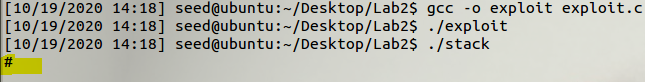 [10/19/2020 14:18] seed@ubuntu:~/Desktop/Lab2$ gcc -o exploit exploit.c
[10/19/2020 14:18] seed@ubuntu:~/Desktop/Lab2$ ./exploit
[10/19/2020 14:18] seed@ubuntu:~/Desktop/Lab2$ ./stack
#